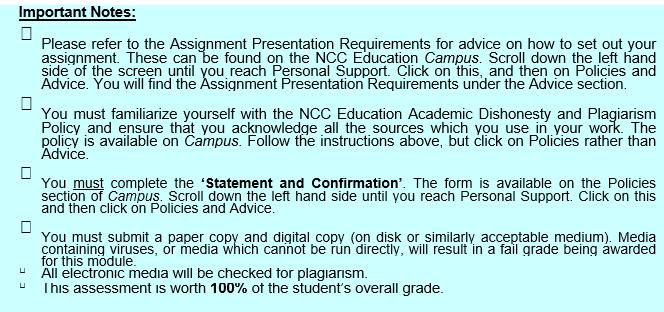 Important Notes:
Please refer to the Assignment Presentation Requirements for advice on how to set out your
assignment. These can be found on the NCC Education Campus. Scroll down the left hand
side of the screen until you reach Personal Support. Click on this, and then on Policies and
Advice. You will find the Assignment Presentation Requirements under the Advice section.
You must familiarize yourself with the NCC Education Academic Dishonesty and Plagiarism
Policy and ensure that you acknowledge all the sources which you use in your work. The
policy is available on Campus. Follow the instructions above, but click on Policies rather than
Advice.
You must complete the ‘Statement and Confirmation’. The form is available on the Policies
section of Campus. Scroll down the left hand side until you reach Personal Support. Click on this
and then click on Policies and Advice.
You must submit a paper copy and digital copy (on disk or similarly acceptable medium). Media
containing viruses, or media which cannot be run directly, will result in a fail grade being awarded
for this module.
All electronic media will be checked for plagiarism.
This assessment is worth 100% of the student’s overall grade.